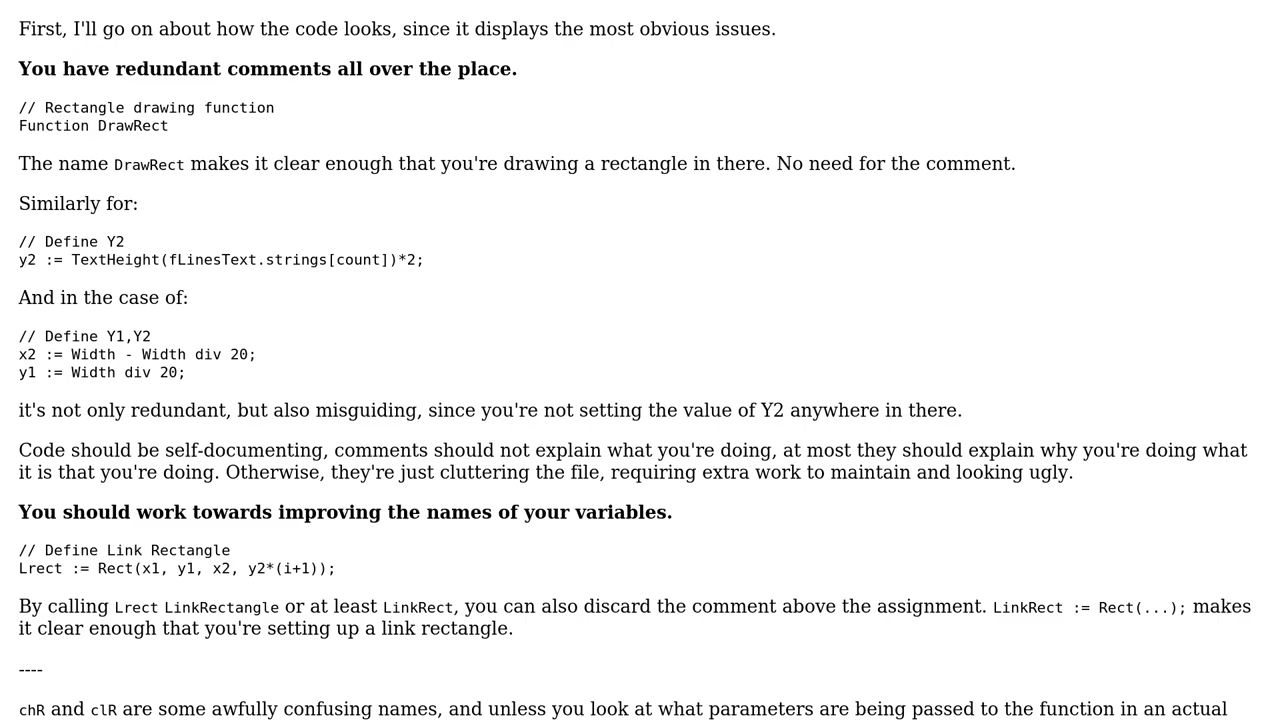 First, I'll go on about how the code looks, since it displays the most obvious issues.
You have redundant comments all over the place.
// Rectangle drawing function
Function DrawRect
The name DrawRect makes it clear enough that you're drawing a rectangle in there. No need for the comment.
Similarly for:
// Define Y2
y2 := TextHeight(fLinesText.strings[count])*2;
And in the case of:
// Define Y1,Y2
x2 := Width - Width div 20;
y1 := Width div 20;
it's not only redundant, but also misguiding, since you're not setting the value of Y2 anywhere in there.
Code should be self-documenting, comments should not explain what you're doing, at most they should explain why you're doing what
it is that you're doing. Otherwise, they're just cluttering the file, requiring extra work to maintain and looking ugly.
You should work towards improving the names of your variables.
// Define Link Rectangle
Lrect := Rect(x1, y1, x2, y2*(i+1));
By calling Lrect LinkRectangle or at least LinkRect, you can also discard the comment above the assignment. LinkRect := Rect(...); makes
it clear enough that you're setting up a link rectangle.
----
chR and clR are some awfully confusing names, and unless you look at what parameters are being passed to the function in an actual